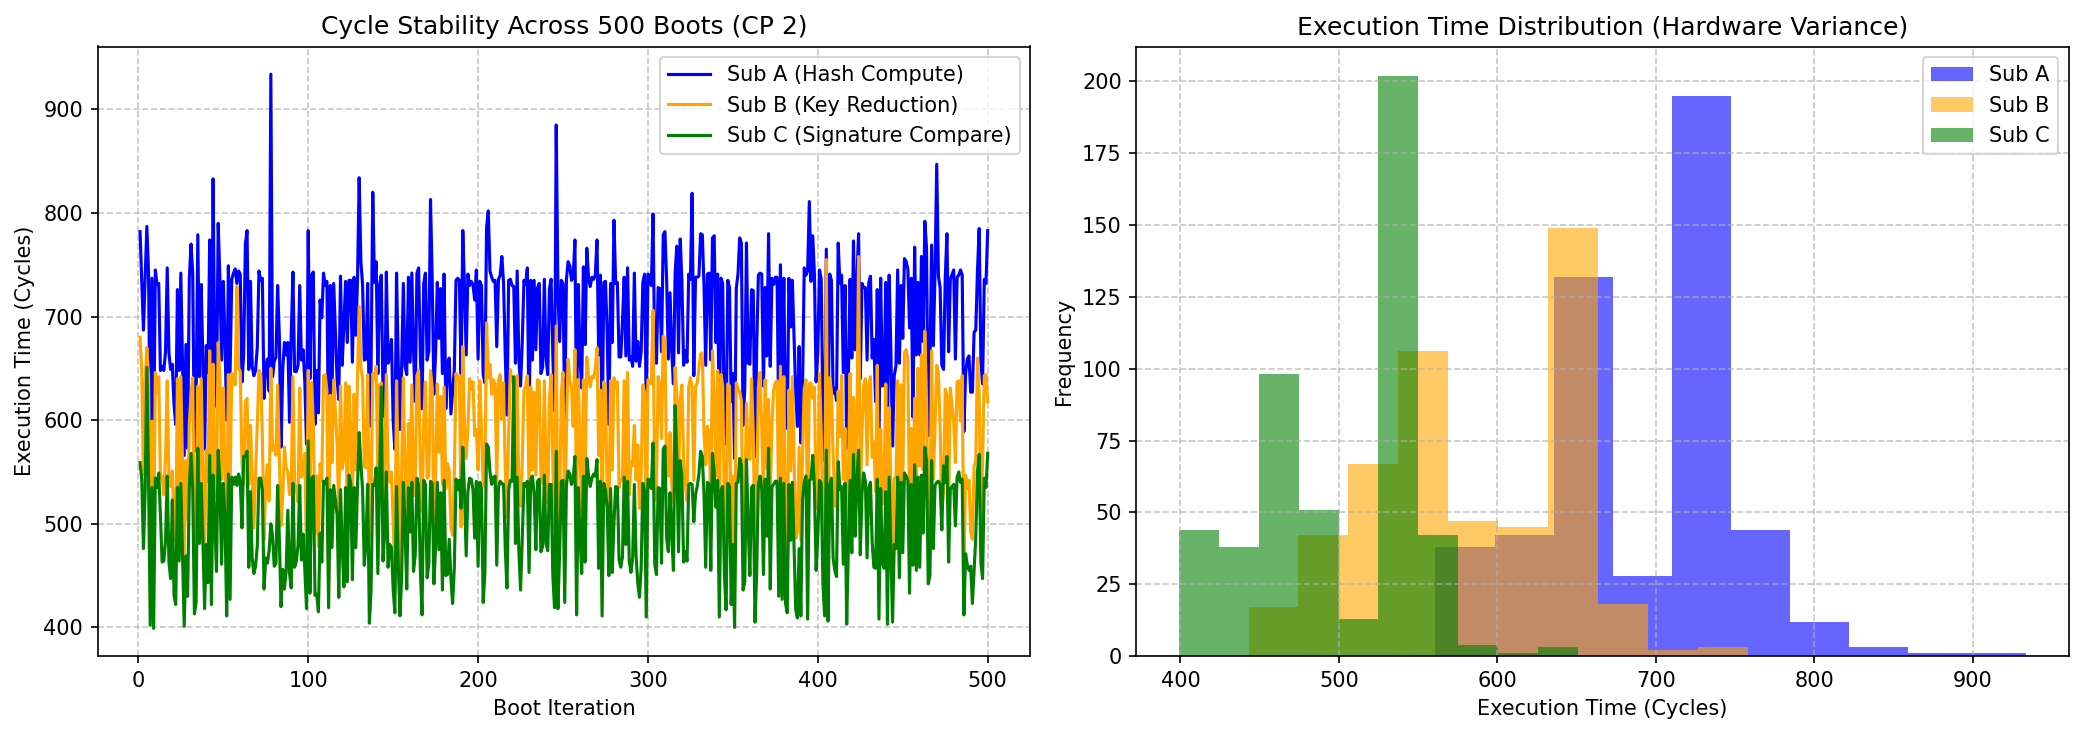 Cycle Stability Across 500 Boots (CP 2)
Execution Time (Cycles)
900
800
700
600
500
400
Sub A (Hash Compute)
Sub B (Key Reduction)
Sub C (Signature Compare)
0 100 200 300 400 500
Boot Iteration
Execution Time Distribution (Hardware Variance)
Frequency
200
175
150
125
100
75
50
25
0
Sub A
Sub B
Sub C
400 500 600 700 800 900
Execution Time (Cycles)